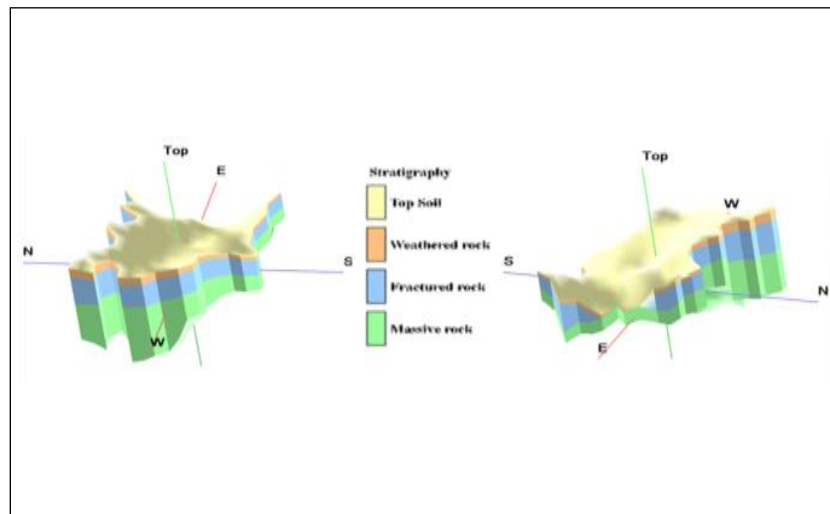 Top
E
N
S
W
Stratigraphy
Top Soil
Weathered rock
Fractured rock
Massive rock
Top
W
S
N
E